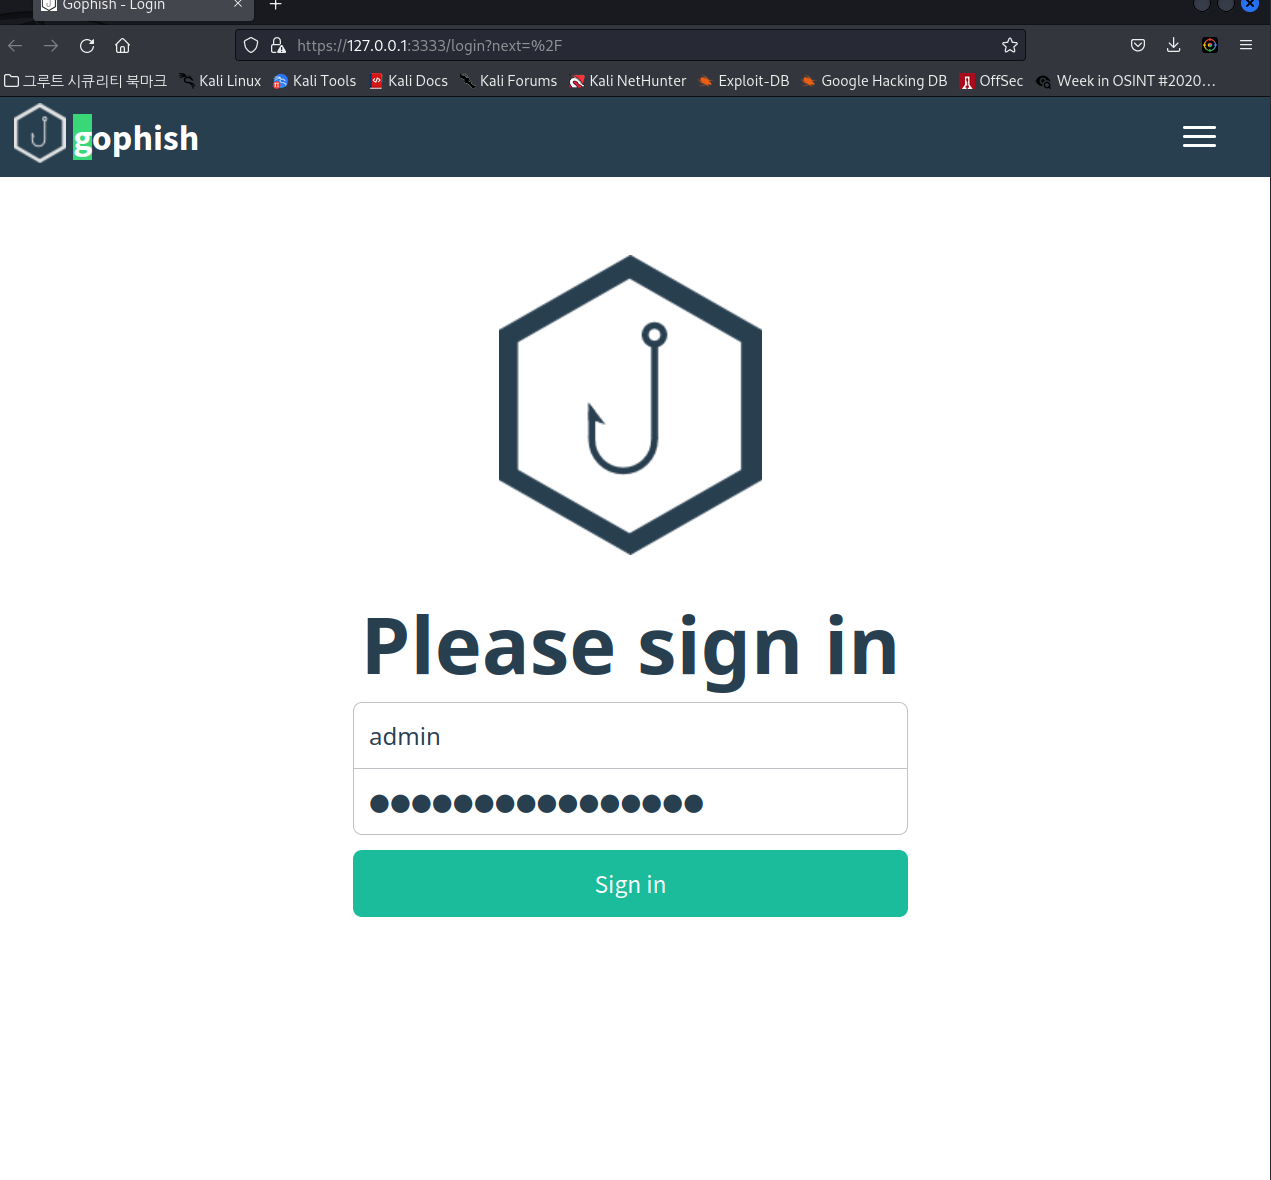 Gophish - Login
https://127.0.0.1:3333/login?next=%2F
그루트 시큐리티 북마크 Kali Linux Kali Tools Kali Docs Kali Forums Kali NetHunter Exploit-DB Google Hacking DB OffSec Week in OSINT #2020...
gophish
Please sign in
admin
Sign in